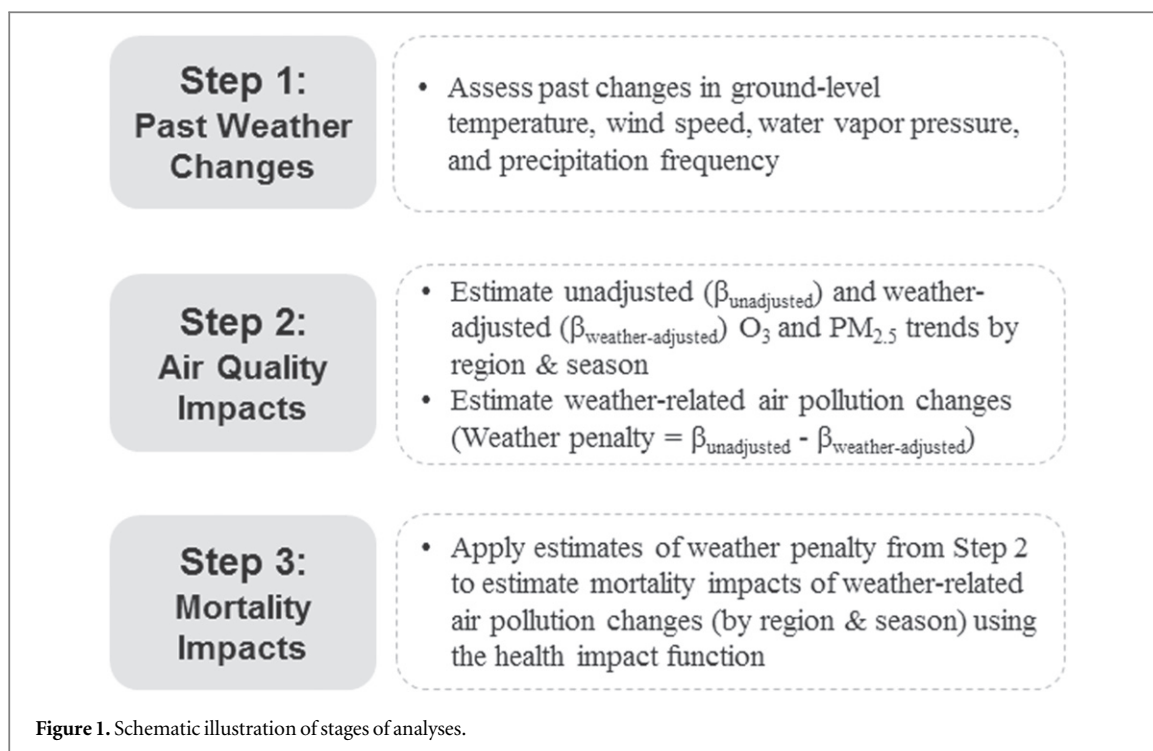 Step 1:
Past Weather
Changes
• Assess past changes in ground-level
temperature, wind speed, water vapor pressure,
and precipitation frequency
Step 2:
Air Quality
Impacts
• Estimate unadjusted (βunadjusted) and weather-
adjusted (βweather-adjusted) O3 and PM2.5 trends by
region & season
• Estimate weather-related air pollution changes
(Weather penalty = βunadjusted - βweather-adjusted)
Step 3:
Mortality
Impacts
• Apply estimates of weather penalty from Step 2
to estimate mortality impacts of weather-related
air pollution changes (by region & season) using
the health impact function
Figure 1. Schematic illustration of stages of analyses.